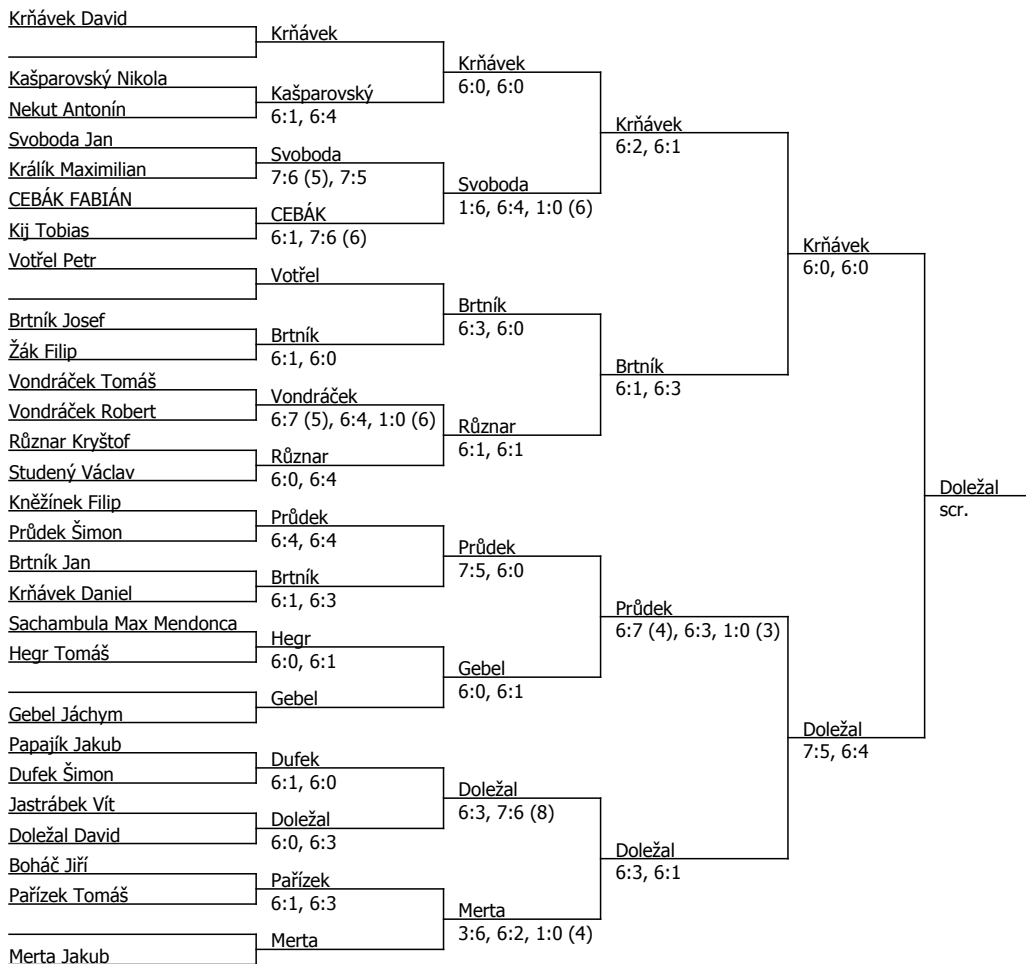 Krňávek David
Kašparovský Nikola
Nekut Antonín
Svoboda Jan
Králík Maximilian
CEBÁK FABIÁN
Kij Tobias
Votřel Petr
Brtník Josef
Žák Filip
Vondráček Tomáš
Vondráček Robert
Různar Kryštof
Studený Václav
Kněžínek Filip
Průdek Šimon
Brtník Jan
Krňávek Daniel
Sachambula Max Mendonca
Hegr Tomáš
Gebel Jáchym
Papajík Jakub
Dufek Šimon
Jastrábek Vít
Doležal David
Boháč Jiří
Pařízek Tomáš
Merta Jakub
Krňávek
Kašparovský
6:1, 6:4
Svoboda
7:6 (5), 7:5
CEBÁK
6:1, 7:6 (6)
Votřel
Brtník
6:1, 6:0
Vondráček
6:7 (5), 6:4, 1:0 (6)
Různar
6:0, 6:4
Průdek
6:4, 6:4
Brtník
6:1, 6:3
Hegr
6:0, 6:1
Gebel
Dufek
6:1, 6:0
Doležal
6:0, 6:3
Pařízek
6:1, 6:3
Merta
Krňávek
6:0, 6:0
Svoboda
1:6, 6:4, 1:0 (6)
Brtník
6:3, 6:0
Různar
6:1, 6:1
Průdek
7:5, 6:0
Gebel
6:0, 6:1
Doležal
6:3, 7:6 (8)
Merta
3:6, 6:2, 1:0 (4)
Krňávek
6:2, 6:1
Brtník
6:1, 6:3
Průdek
6:7 (4), 6:3, 1:0 (3)
Doležal
6:3, 6:1
Krňávek
6:0, 6:0
Doležal
7:5, 6:4
Doležal
scr.